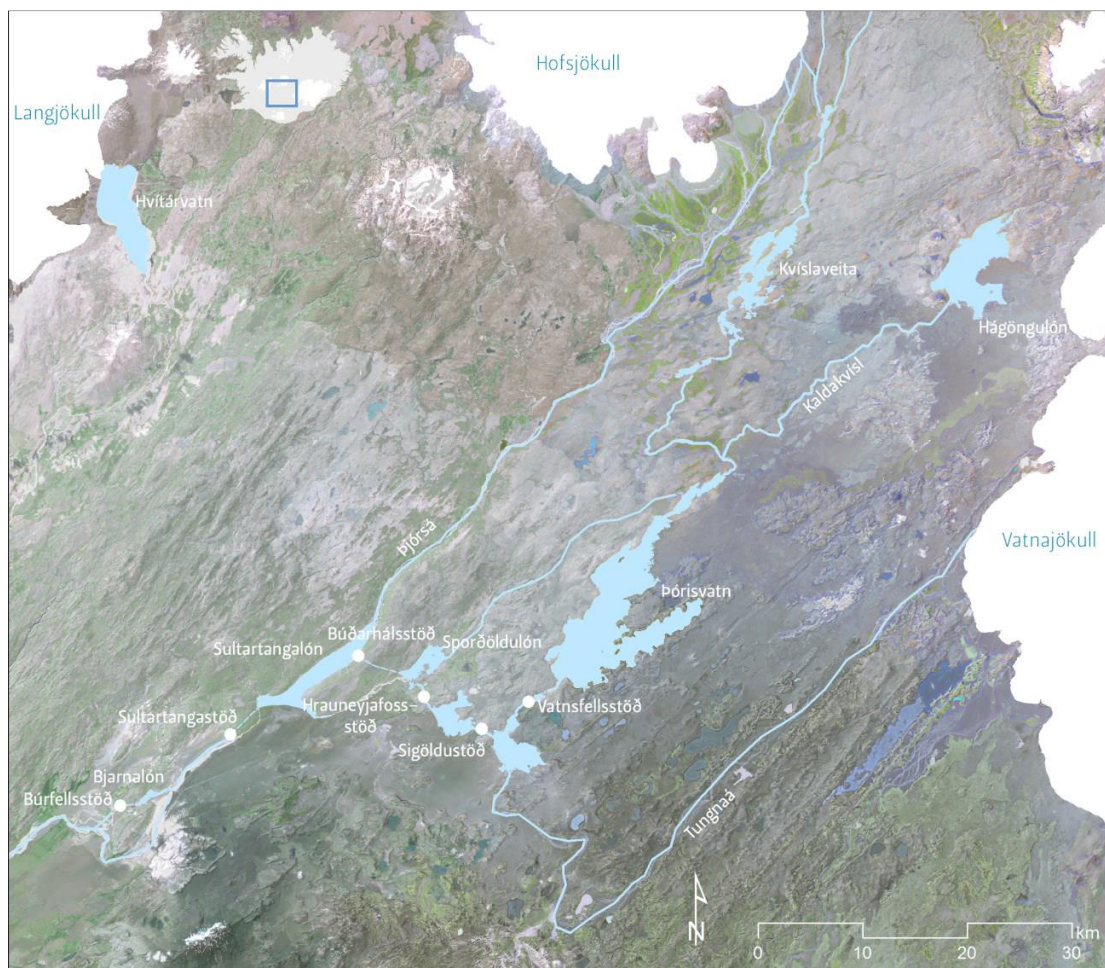 Hofsjökull
Langjökull
Hvítárvatn
Kvíslaveita
Hágöngulón
Kaldakvísl
Vatnajökull
Þjórsá
Þórisvatn
Búðarhálsstöð
Sporðöldulón
Sultartangalón
Hrauneyjafoss-
stöð
Vatnsfellsstöð
Sultartangastöð
Sigöldustöð
Bjarnalón
Búrfellsstöð
Tungnaá
N
km
0 10 20 30